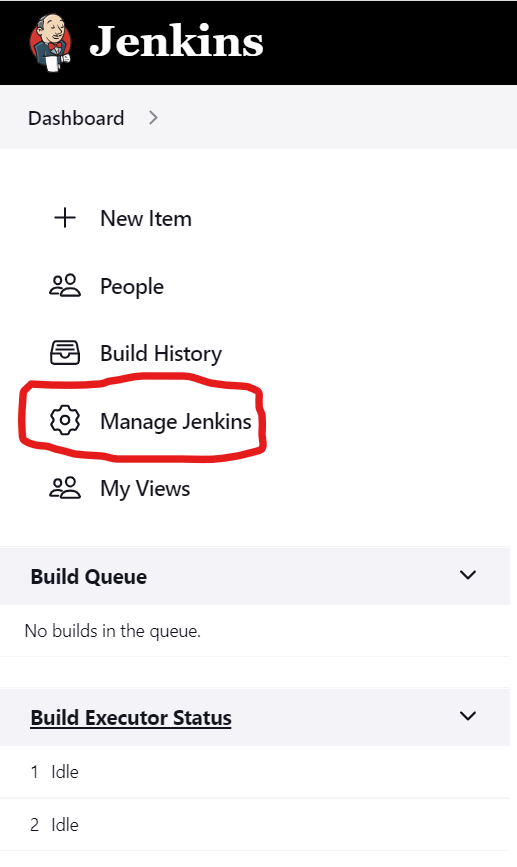 Jenkins
Dashboard
New Item
People
Build History
Manage Jenkins
My Views
Build Queue
No builds in the queue.
Build Executor Status
1 Idle
2 Idle